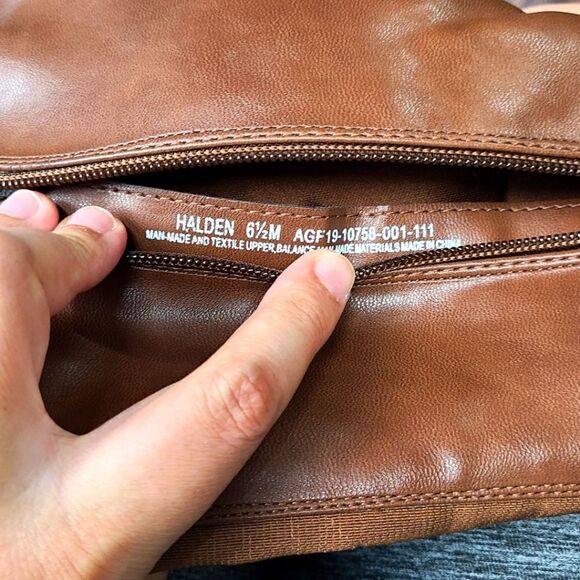 HALDEN 6½M AGF19-10758-001-111
MAN-MADE AND TEXTILE UPPER, BALANCE MAN MADE MATERIALS MADE IN CHINA